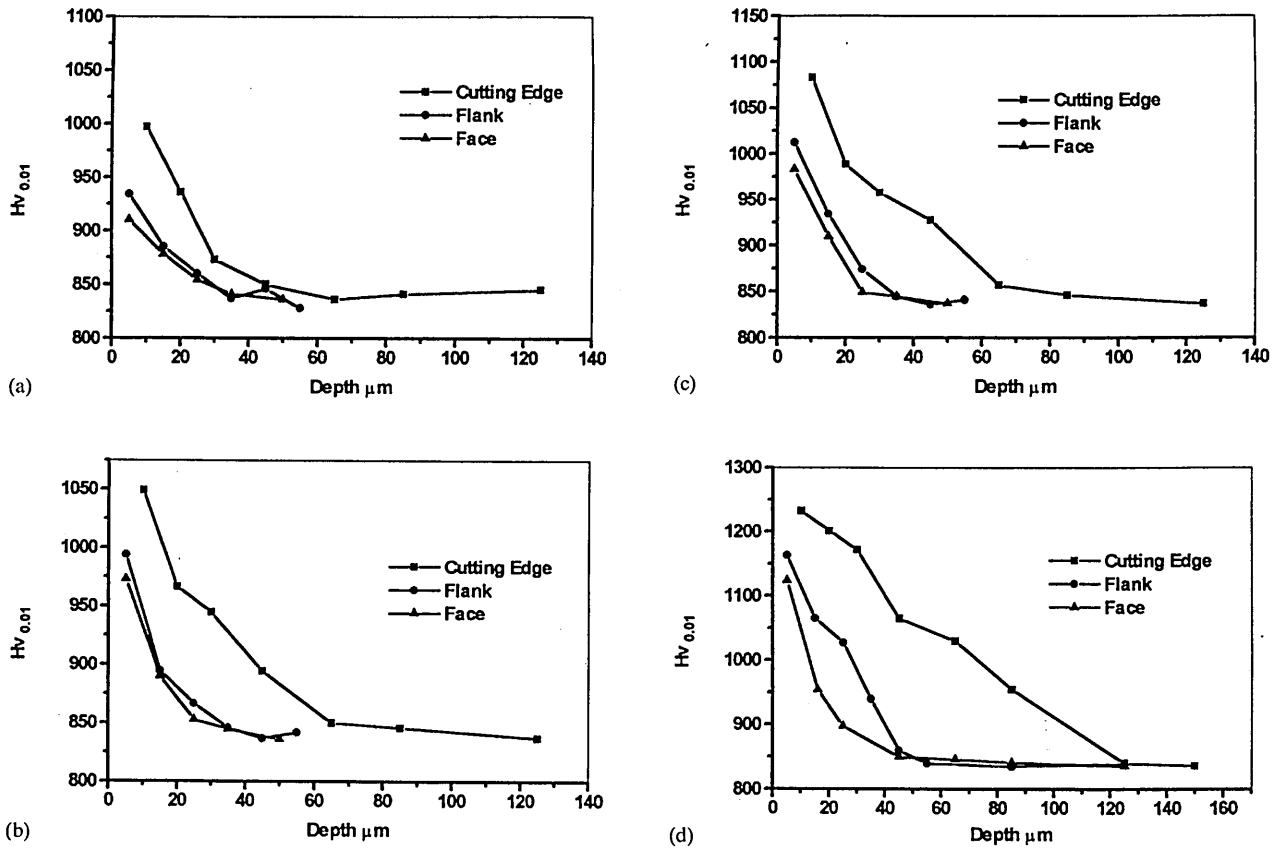 1100
1050
1000
950
900
850
800
Hv 0.01
Cutting Edge
Flank
Face
0 20 40 60 80 100 120 140
Depth μm
(a)
1150
1100
1050
1000
950
900
850
800
Hv 0.01
Cutting Edge
Flank
Face
0 20 40 60 80 100 120 140
Depth μm
(c)
1050
1000
950
900
850
800
Hv 0.01
Cutting Edge
Flank
Face
0 20 40 60 80 100 120 140
Depth μm
(b)
1300
1200
1100
1000
900
800
Hv 0.01
Cutting Edge
Flank
Face
0 20 40 60 80 100 120 140 160
Depth μm
(d)